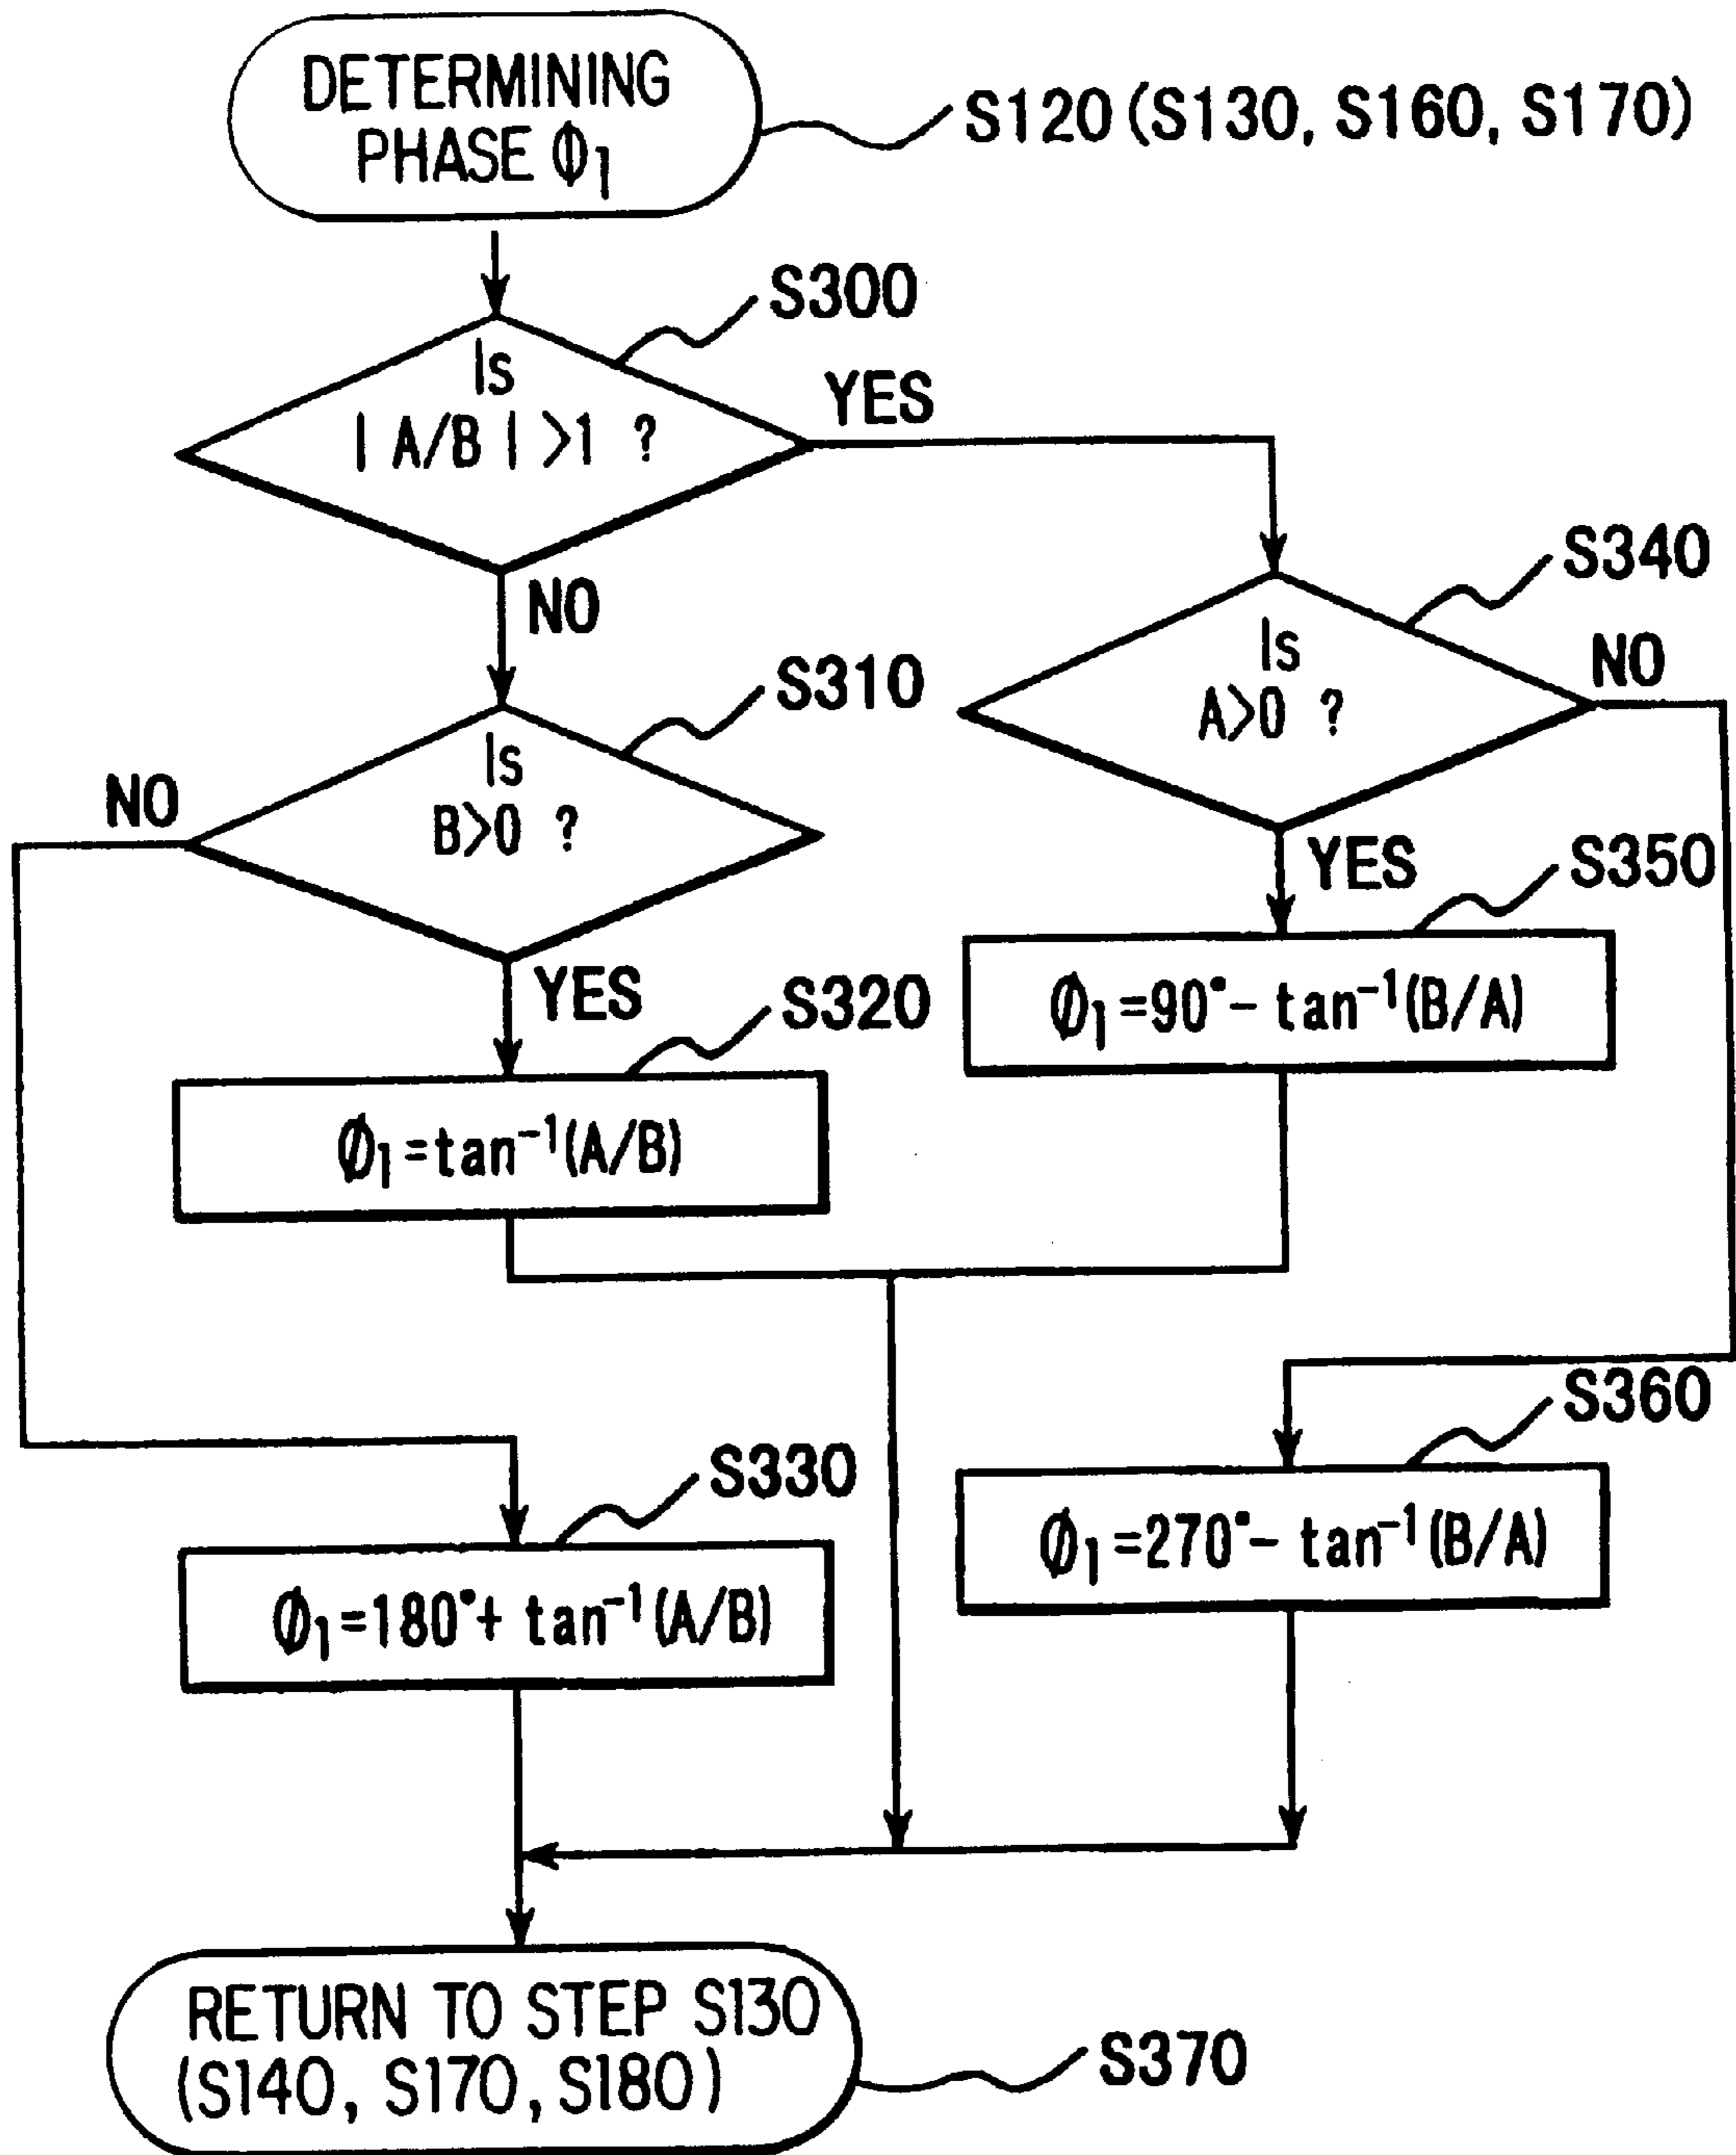 DETERMINING
PHASE Φ1
S120 (S130, S160, S170)
S300
Is
| A/B | >1 ?
YES
NO
S340
Is
A>0 ?
NO
YES
S310
Is
B>0 ?
NO
YES
S350
Φ1=90°− tan−1(B/A)
S320
Φ1=tan−1(A/B)
S360
Φ1=270°− tan−1(B/A)
S330
Φ1=180°+ tan−1(A/B)
RETURN TO STEP S130
(S140, S170, S180)
S370